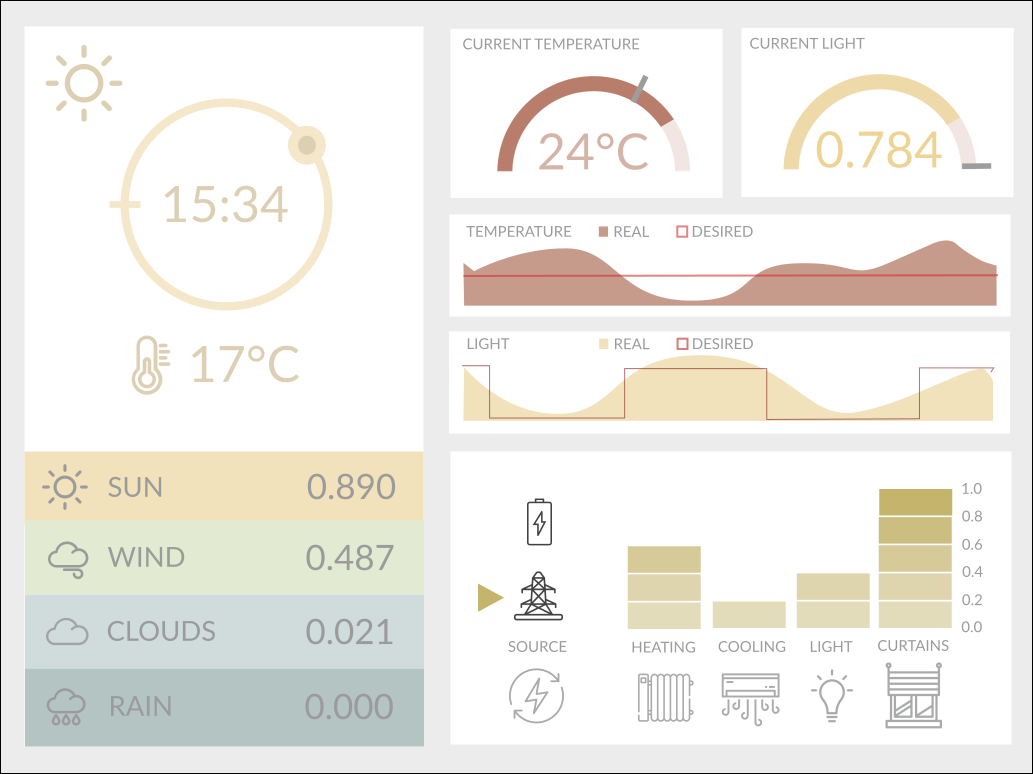 15:34
17°C
SUN 0.890
WIND 0.487
CLOUDS 0.021
RAIN 0.000
CURRENT TEMPERATURE
24°C
CURRENT LIGHT
0.784
TEMPERATURE REAL DESIRED
LIGHT REAL DESIRED
1.0
0.8
0.6
0.4
0.2
0.0
SOURCE HEATING COOLING LIGHT CURTAINS